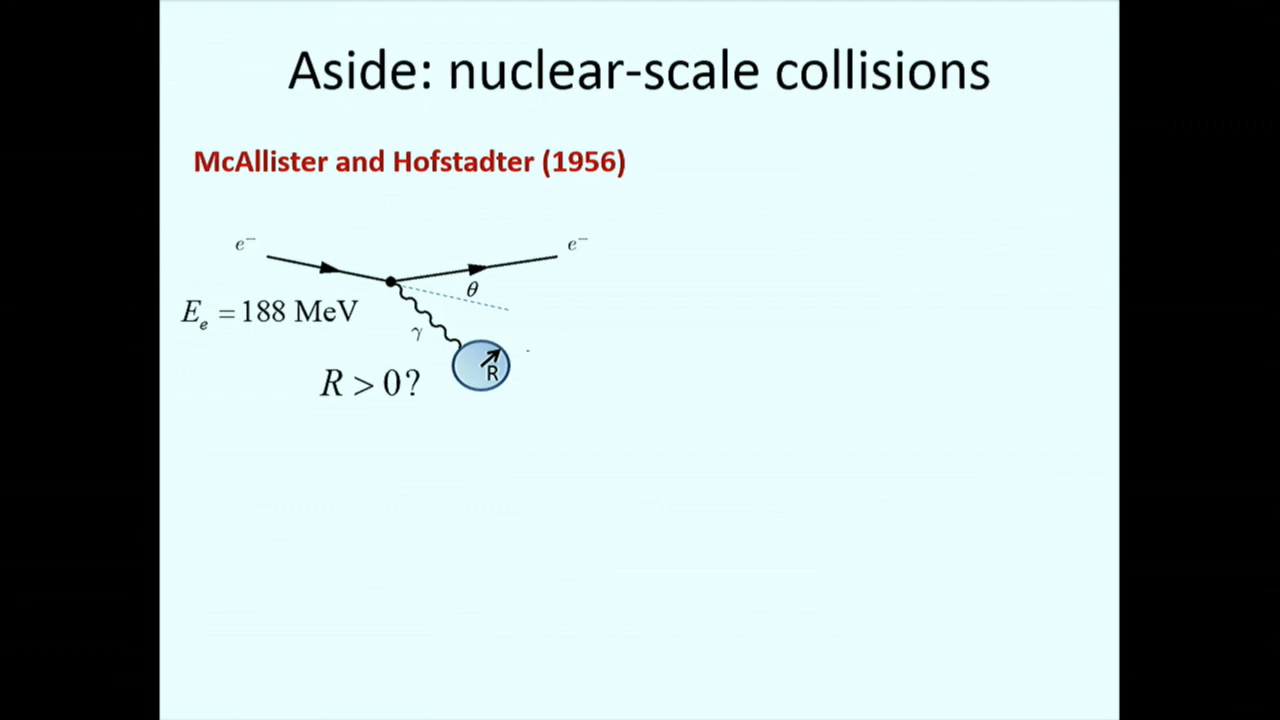 Aside: nuclear-scale collisions
McAllister and Hofstadter (1956)
e⁻
e⁻
θ
E_e = 188 MeV
γ
R
R > 0?